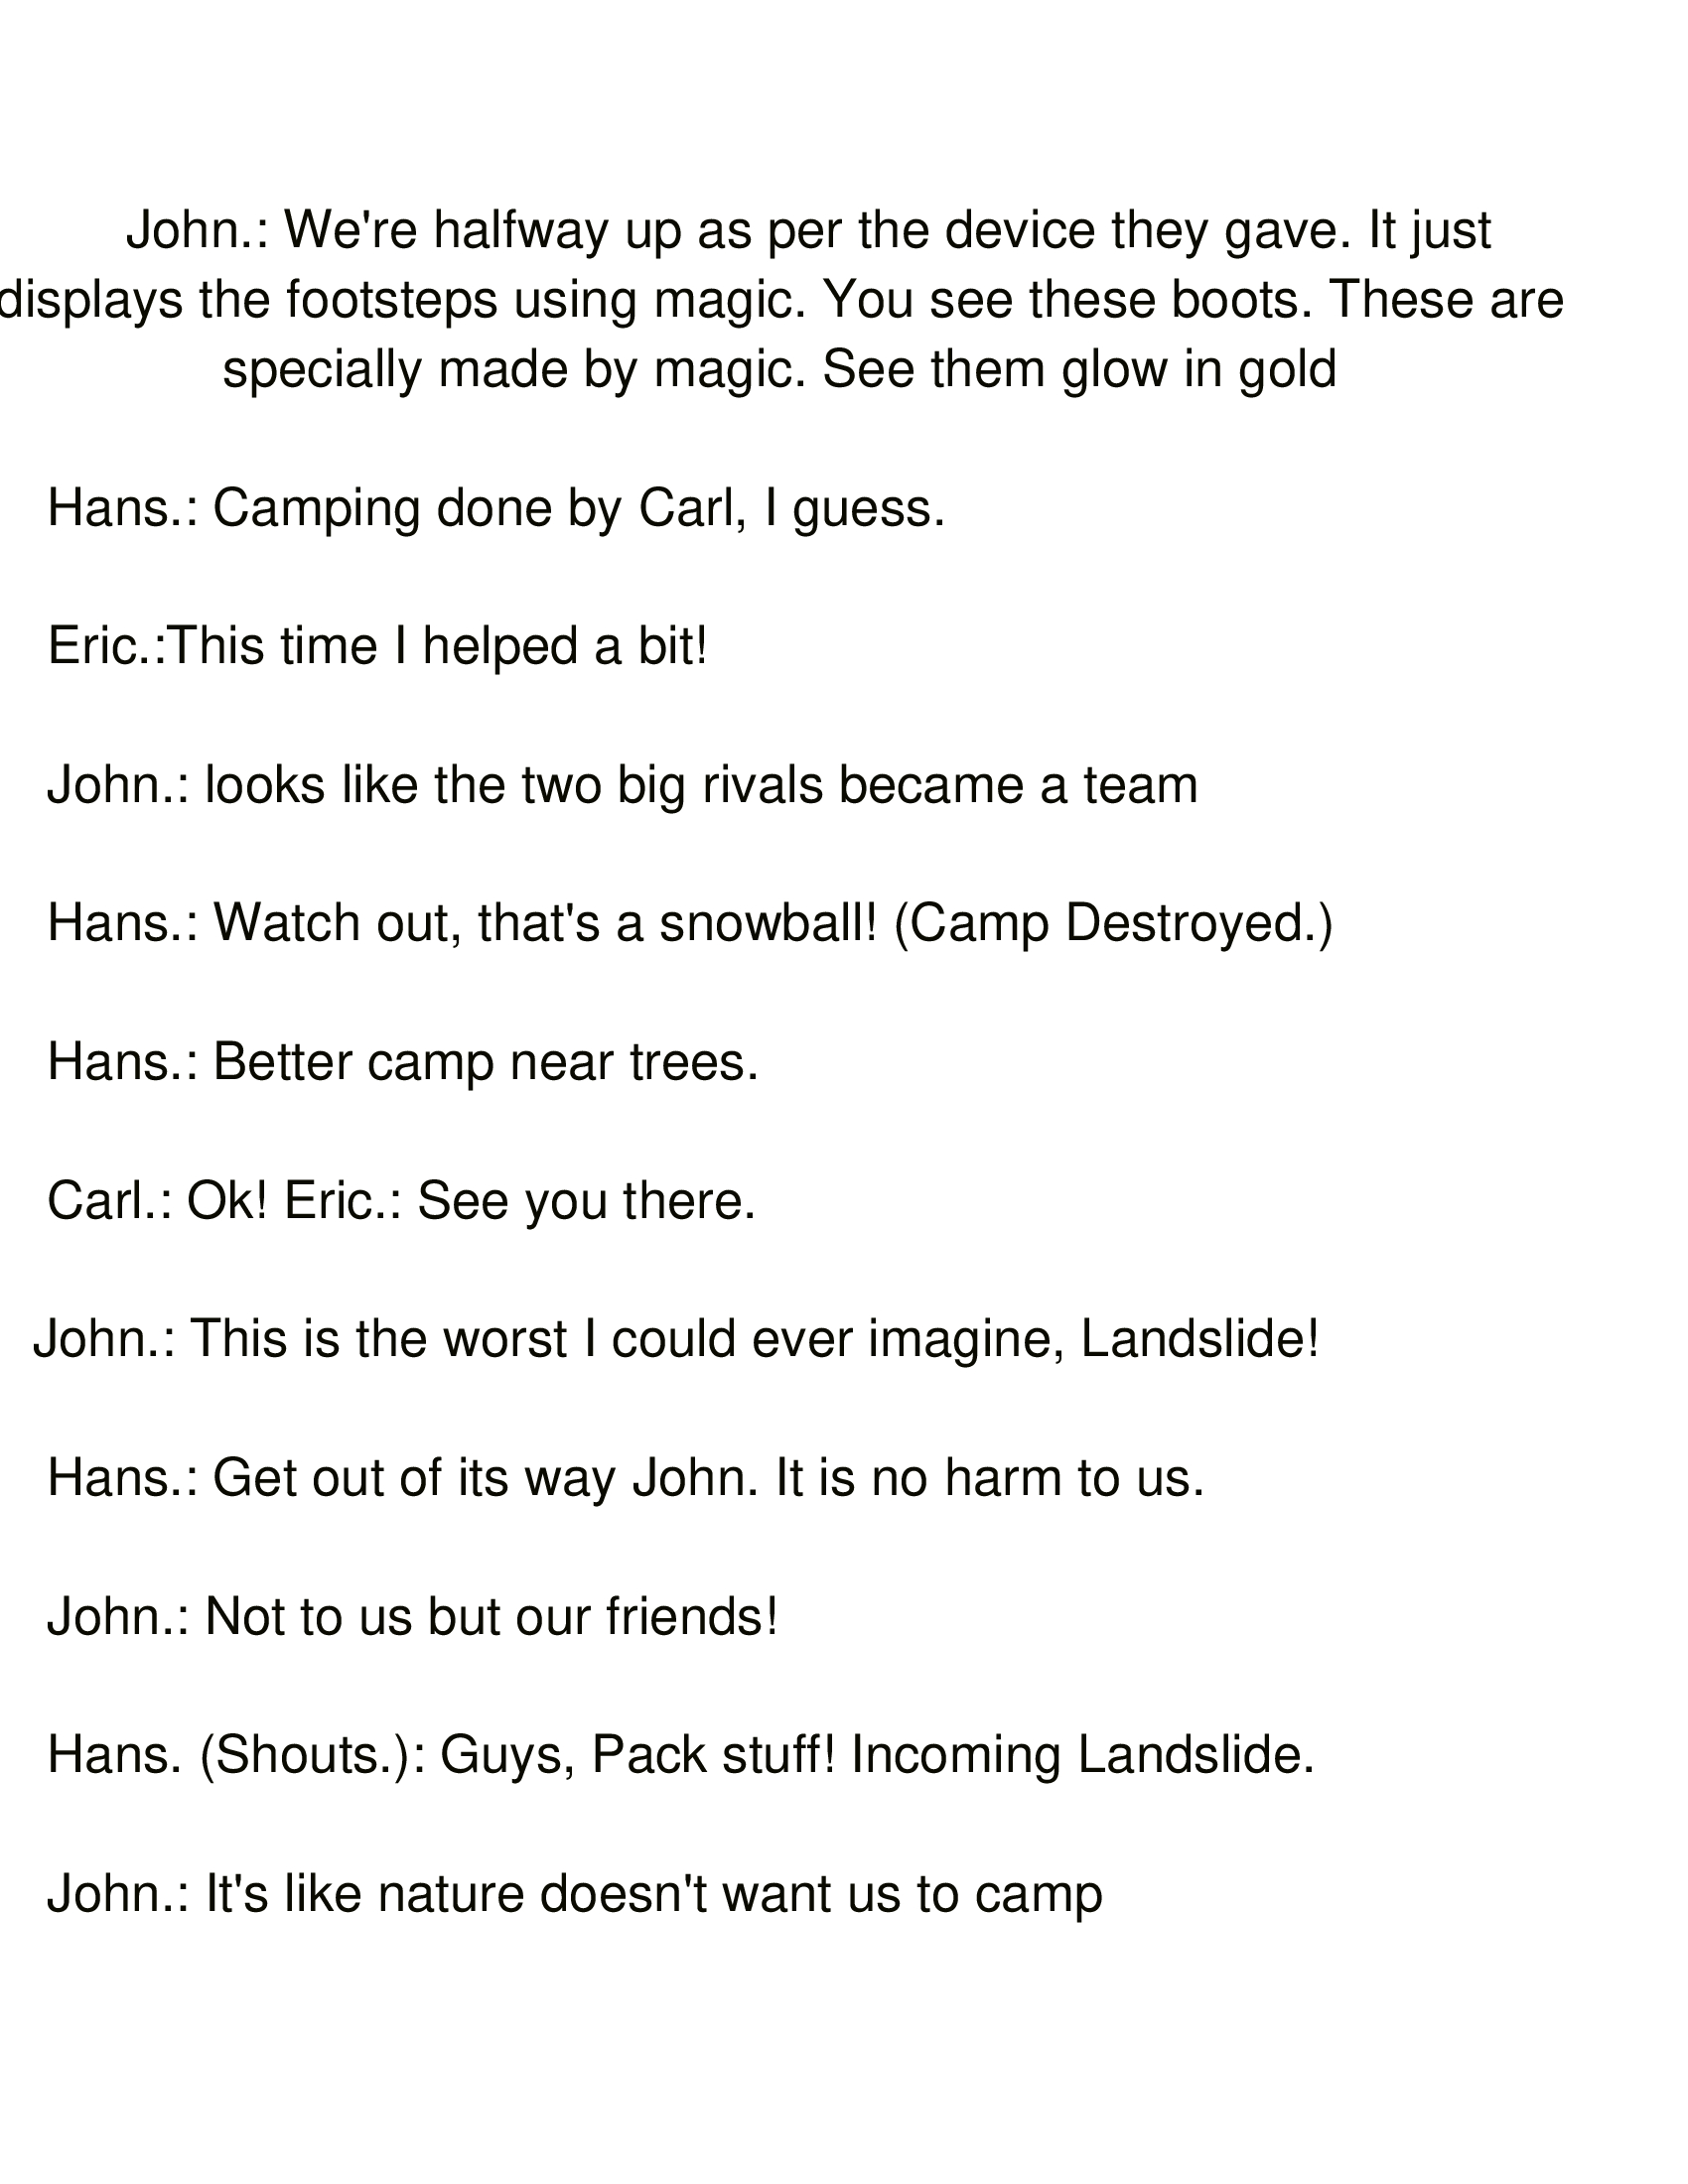 John.: We're halfway up as per the device they gave. It just
displays the footsteps using magic. You see these boots. These are
specially made by magic. See them glow in gold
Hans.: Camping done by Carl, I guess.
Eric.:This time I helped a bit!
John.: looks like the two big rivals became a team
Hans.: Watch out, that's a snowball! (Camp Destroyed.)
Hans.: Better camp near trees.
Carl.: Ok! Eric.: See you there.
John.: This is the worst I could ever imagine, Landslide!
Hans.: Get out of its way John. It is no harm to us.
John.: Not to us but our friends!
Hans. (Shouts.): Guys, Pack stuff! Incoming Landslide.
John.: It's like nature doesn't want us to camp